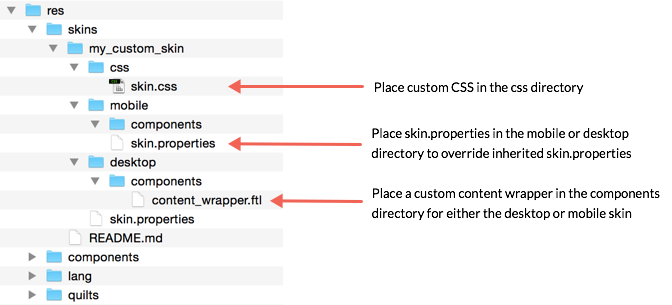 res
skins
my_custom_skin
css
skin.css
Place custom CSS in the css directory
mobile
components
skin.properties
Place skin.properties in the mobile or desktop
directory to override inherited skin.properties
desktop
components
content_wrapper.ftl
Place a custom content wrapper in the components
directory for either the desktop or mobile skin
skin.properties
README.md
components
lang
quilts